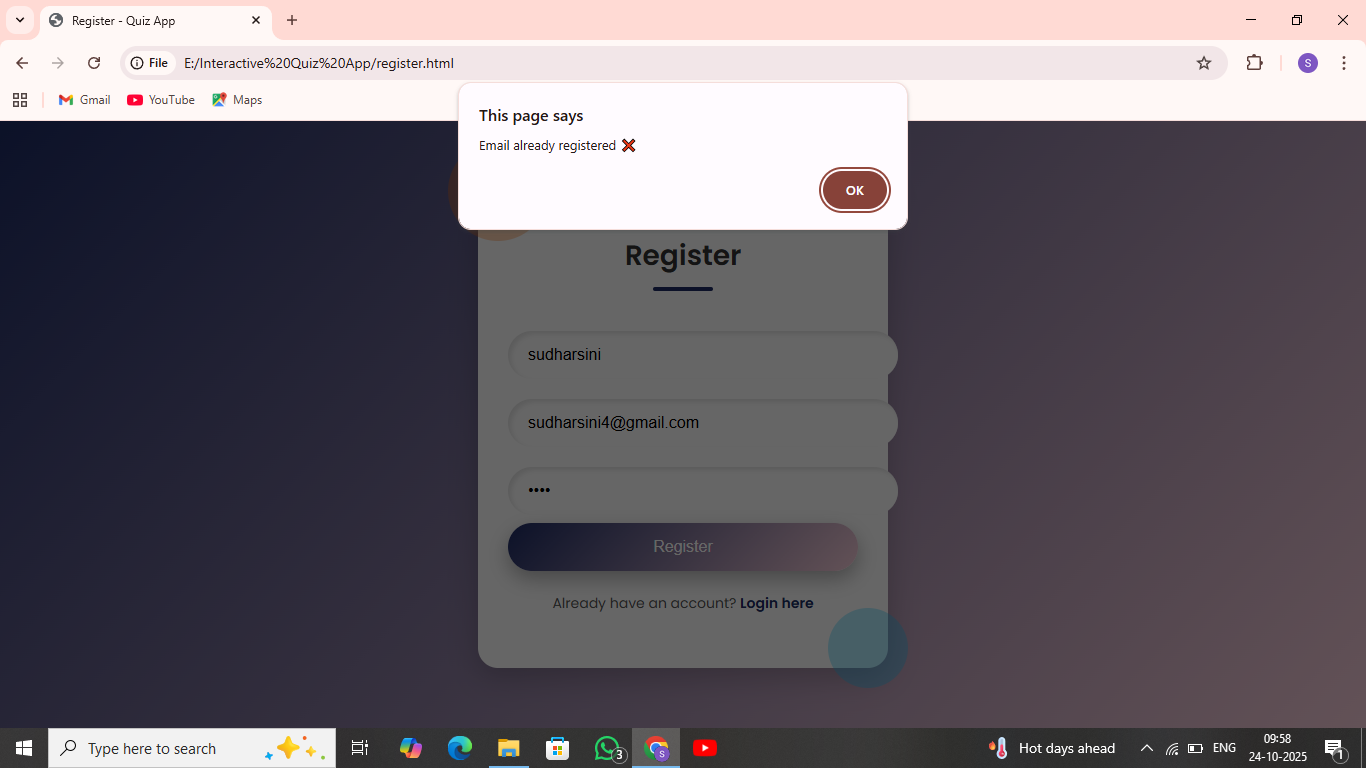 Register - Quiz App
File
E:/Interactive%20Quiz%20App/register.html
S
Gmail
YouTube
Maps
This page says
Email already registered ❌
OK
Register
sudharsini
sudharsini4@gmail.com
••••
Register
Already have an account? Login here
Type here to search
3
S
Hot days ahead
ENG
09:58
24-10-2025
1